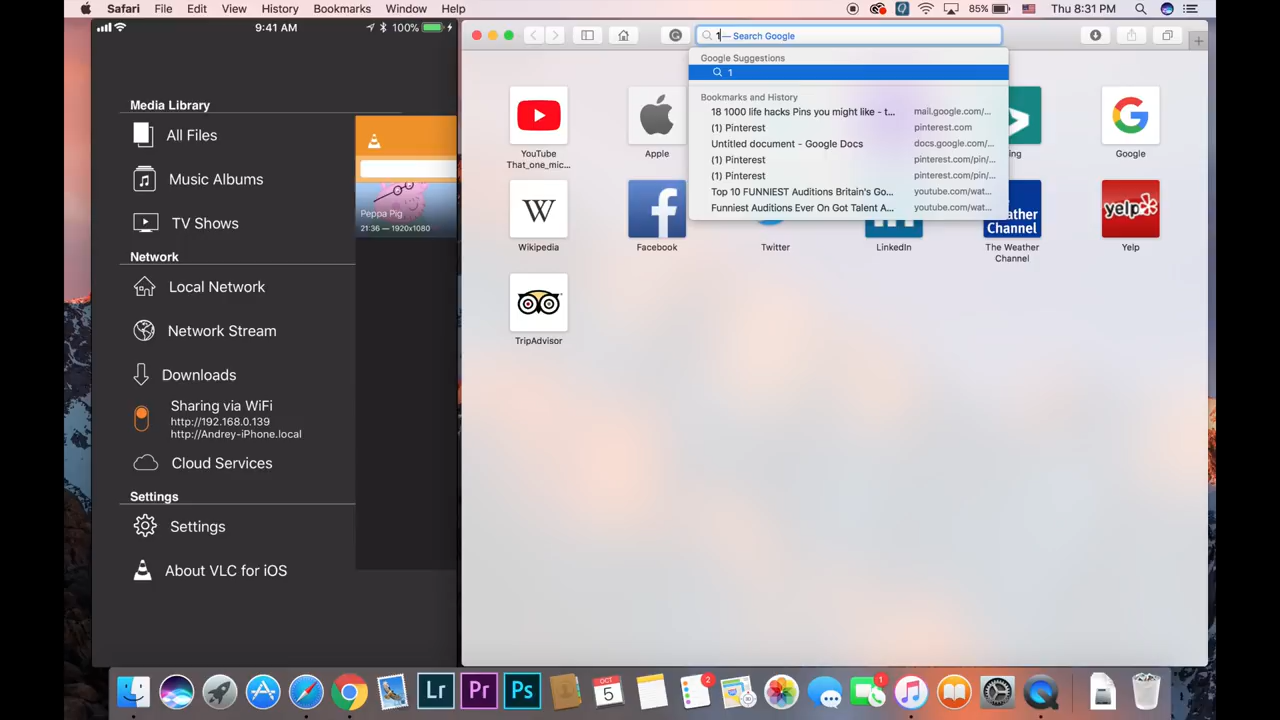 Safari File Edit View History Bookmarks Window Help
85% Thu 8:31 PM
9:41 AM
100%
Media Library
All Files
Music Albums
TV Shows
Network
Local Network
Network Stream
Downloads
Sharing via WiFi
http://192.168.0.139
http://Andrey-iPhone.local
Cloud Services
Settings
Settings
About VLC for iOS
Peppa Pig
21:36 — 1920x1080
1 — Search Google
Google Suggestions
1
Bookmarks and History
18 1000 life hacks Pins you might like - t... mail.google.com/...
(1) Pinterest pinterest.com
Untitled document - Google Docs docs.google.com/...
(1) Pinterest pinterest.com/pin/...
(1) Pinterest pinterest.com/pin/...
Top 10 FUNNIEST Auditions Britain's Go... youtube.com/wat...
Funniest Auditions Ever On Got Talent A... youtube.com/wat...
YouTube
That_one_mic...
Apple
ing
Google
W
Wikipedia
f
Facebook
Twitter
LinkedIn
Weather
Channel
The Weather
Channel
yelp
Yelp
TripAdvisor
Lr
Pr
Ps
OCT
5
2
1